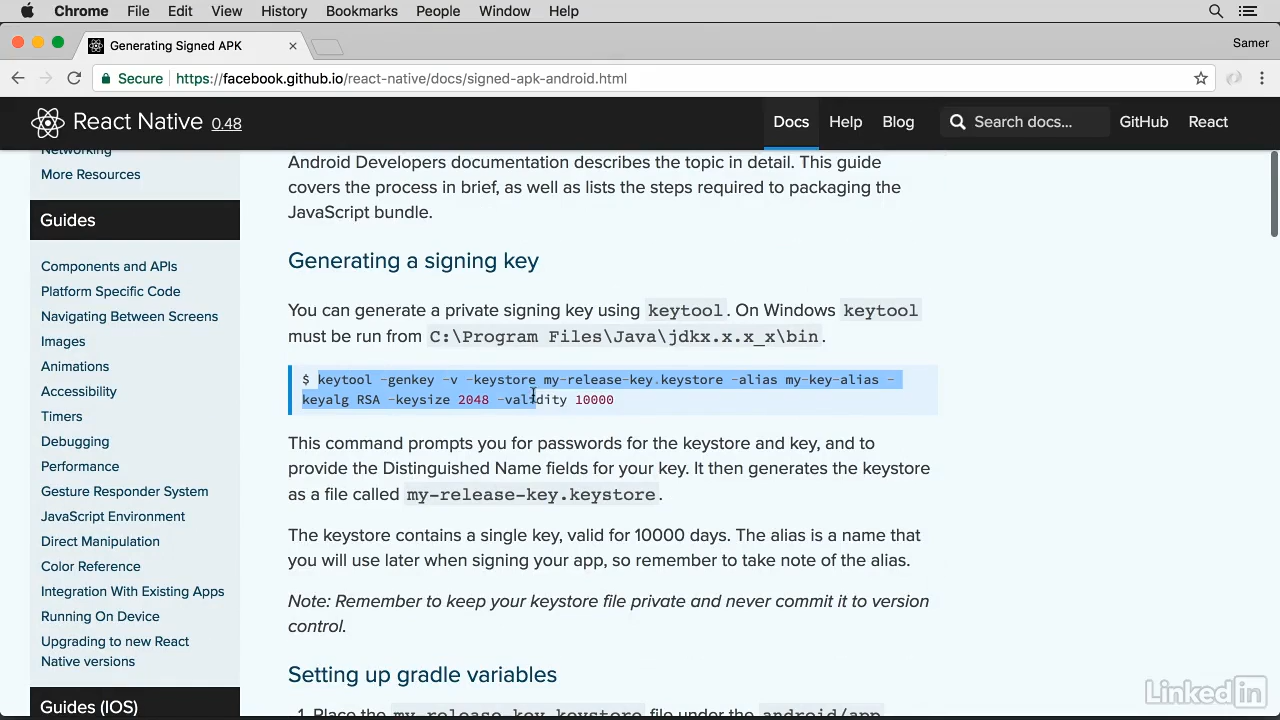 Chrome File Edit View History Bookmarks People Window Help
Generating Signed APK
Samer
Secure https://facebook.github.io/react-native/docs/signed-apk-android.html
React Native 0.48 Docs Help Blog Search docs... GitHub React
Networking
More Resources
Guides
Components and APIs
Platform Specific Code
Navigating Between Screens
Images
Animations
Accessibility
Timers
Debugging
Performance
Gesture Responder System
JavaScript Environment
Direct Manipulation
Color Reference
Integration With Existing Apps
Running On Device
Upgrading to new React
Native versions
Guides (IOS)
Android Developers documentation describes the topic in detail. This guide
covers the process in brief, as well as lists the steps required to packaging the
JavaScript bundle.
Generating a signing key
You can generate a private signing key using keytool. On Windows keytool
must be run from C:\Program Files\Java\jdkx.x.x_x\bin.
$ keytool -genkey -v -keystore my-release-key.keystore -alias my-key-alias -
keyalg RSA -keysize 2048 -validity 10000
This command prompts you for passwords for the keystore and key, and to
provide the Distinguished Name fields for your key. It then generates the keystore
as a file called my-release-key.keystore.
The keystore contains a single key, valid for 10000 days. The alias is a name that
you will use later when signing your app, so remember to take note of the alias.
Note: Remember to keep your keystore file private and never commit it to version
control.
Setting up gradle variables
1. Place the my-release-key.keystore file under the android/app
LinkedIn